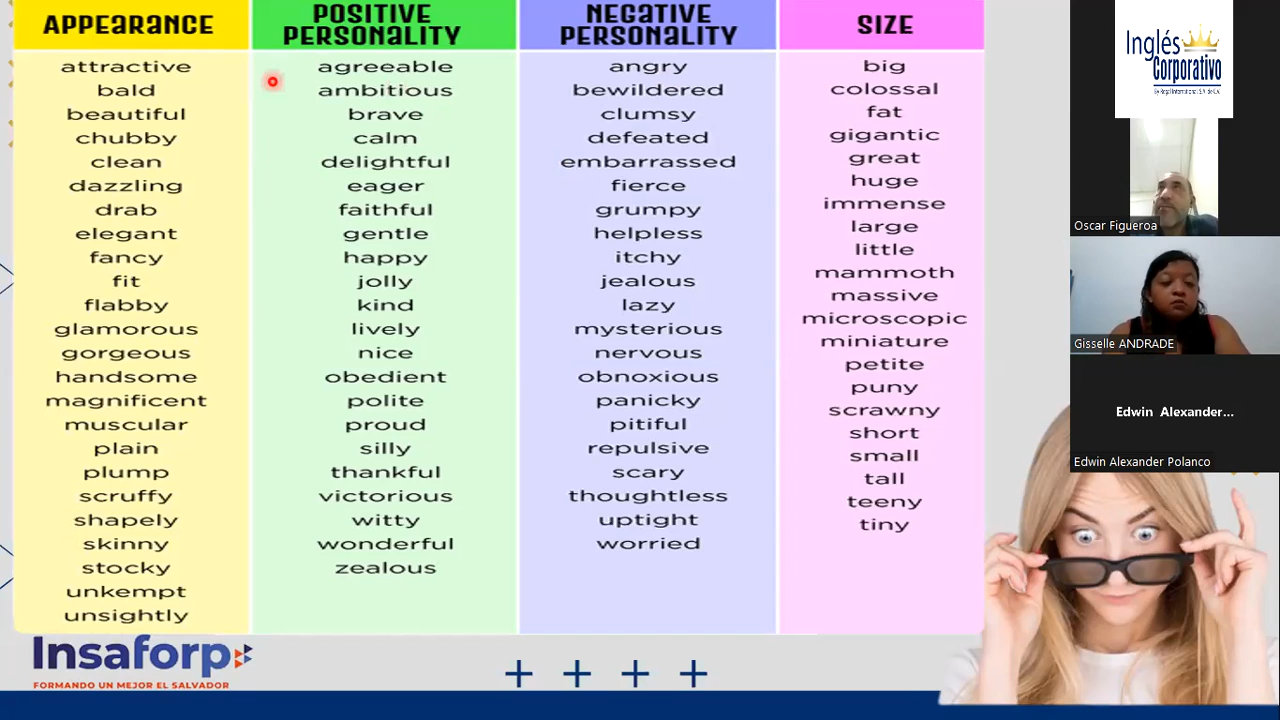 APPEARANCE
attractive
bald
beautiful
chubby
clean
dazzling
drab
elegant
fancy
fit
flabby
glamorous
gorgeous
handsome
magnificent
muscular
plain
plump
scruffy
shapely
skinny
stocky
unkempt
unsightly
POSITIVE
PERSONALITY
agreeable
ambitious
brave
calm
delightful
eager
faithful
gentle
happy
jolly
kind
lively
nice
obedient
polite
proud
silly
thankful
victorious
witty
wonderful
zealous
NEGATIVE
PERSONALITY
angry
bewildered
clumsy
defeated
embarrassed
fierce
grumpy
helpless
itchy
jealous
lazy
mysterious
nervous
obnoxious
panicky
pitiful
repulsive
scary
thoughtless
uptight
worried
SIZE
big
colossal
fat
gigantic
great
huge
immense
large
little
mammoth
massive
microscopic
miniature
petite
puny
scrawny
short
small
tall
teeny
tiny
Insaforp
FORMANDO UN MEJOR EL SALVADOR
Inglés
Corporativo
By Regal International S.A. de C.V.
Oscar Figueroa
Gisselle ANDRADE
Edwin Alexander...
Edwin Alexander Polanco